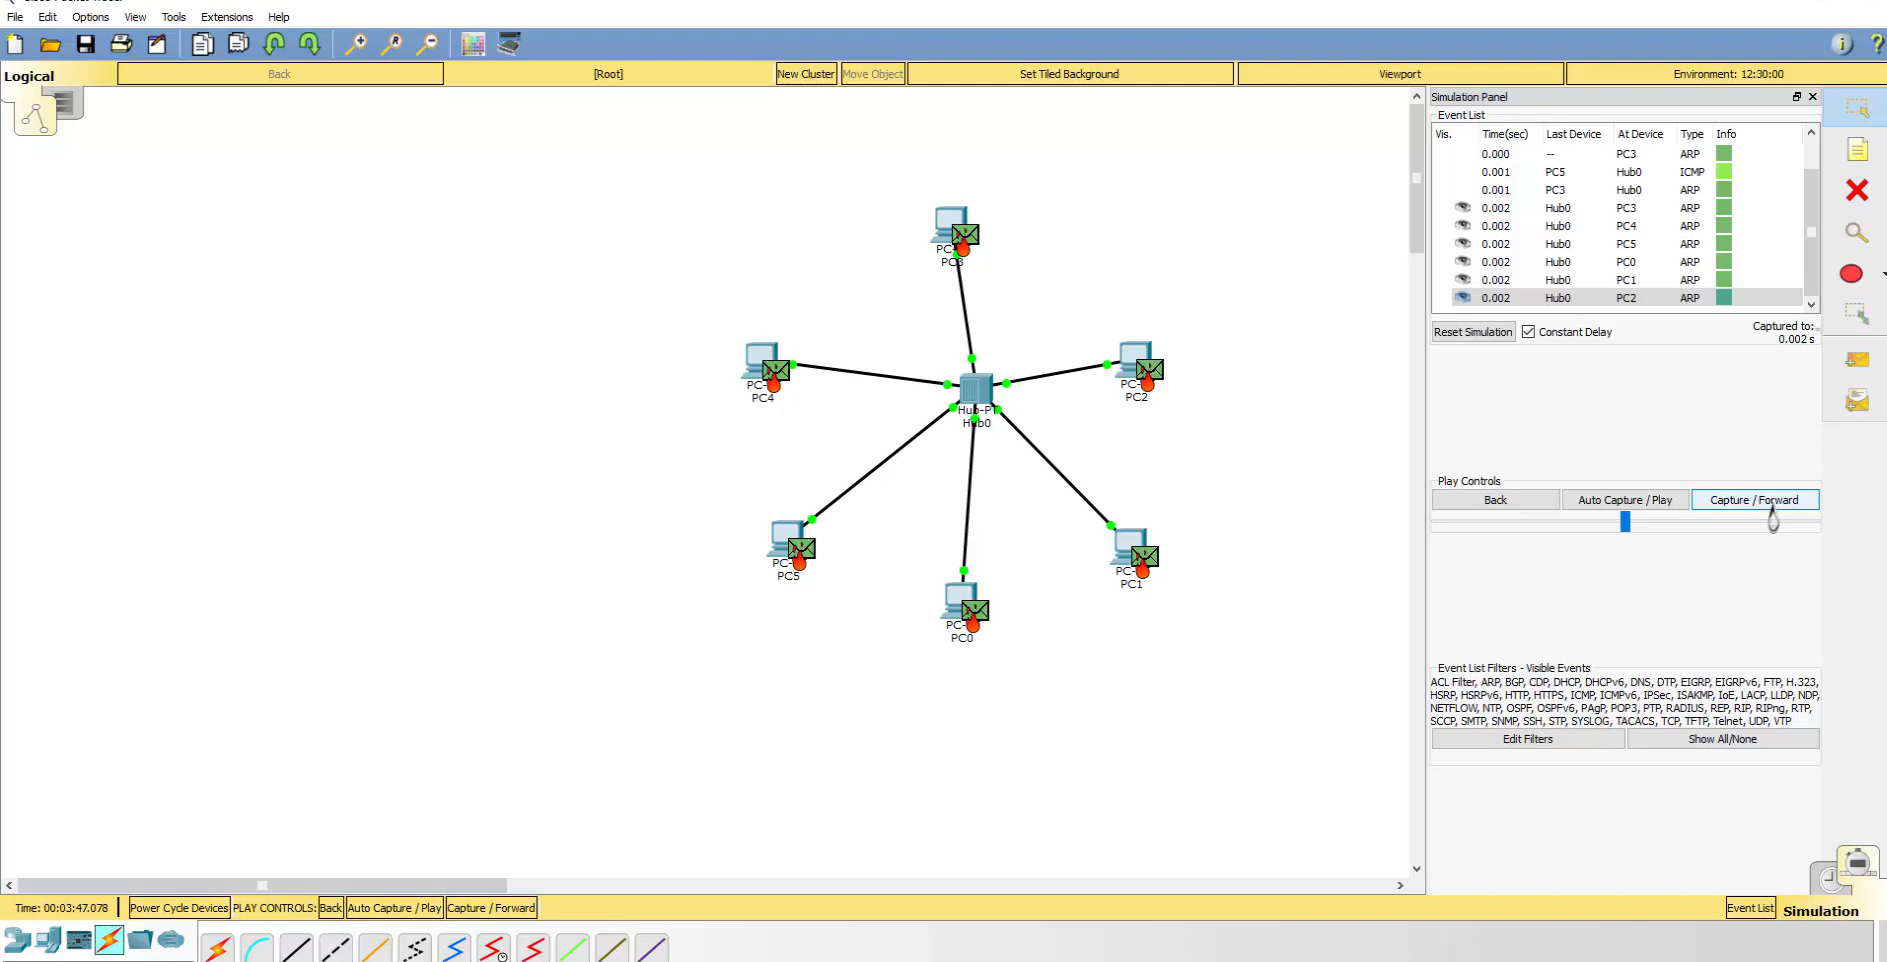 File Edit Options View Tools Extensions Help
Logical Back [Root] New Cluster Move Object Set Tiled Background Viewport Environment: 12:30:00
Simulation Panel
Event List
Vis. Time(sec) Last Device At Device Type Info
0.000 -- PC3 ARP
0.001 PC5 Hub0 ICMP
0.001 PC3 Hub0 ARP
0.002 Hub0 PC3 ARP
0.002 Hub0 PC4 ARP
0.002 Hub0 PC5 ARP
0.002 Hub0 PC0 ARP
0.002 Hub0 PC1 ARP
0.002 Hub0 PC2 ARP
Reset Simulation Constant Delay Captured to:
0.002 s
PC3
PC-
PC4
PC-
PC2
Hub-PT
Hub0
PC-
PC5
PC-
PC1
PC-
PC0
Play Controls
Back Auto Capture / Play Capture / Forward
Event List Filters - Visible Events
ACL Filter, ARP, BGP, CDP, DHCP, DHCPv6, DNS, DTP, EIGRP, EIGRPv6, FTP, H.323,
HSRP, HSRPv6, HTTP, HTTPS, ICMP, ICMPv6, IPSec, ISAKMP, IoE, LACP, LLDP, NDP,
NETFLOW, NTP, OSPF, OSPFv6, PAgP, POP3, PTP, RADIUS, REP, RIP, RIPng, RTP,
SCCP, SMTP, SNMP, SSH, STP, SYSLOG, TACACS, TCP, TFTP, Telnet, UDP, VTP
Edit Filters Show All/None
Time: 00:03:47.078 Power Cycle Devices PLAY CONTROLS: Back Auto Capture / Play Capture / Forward Event List Simulation